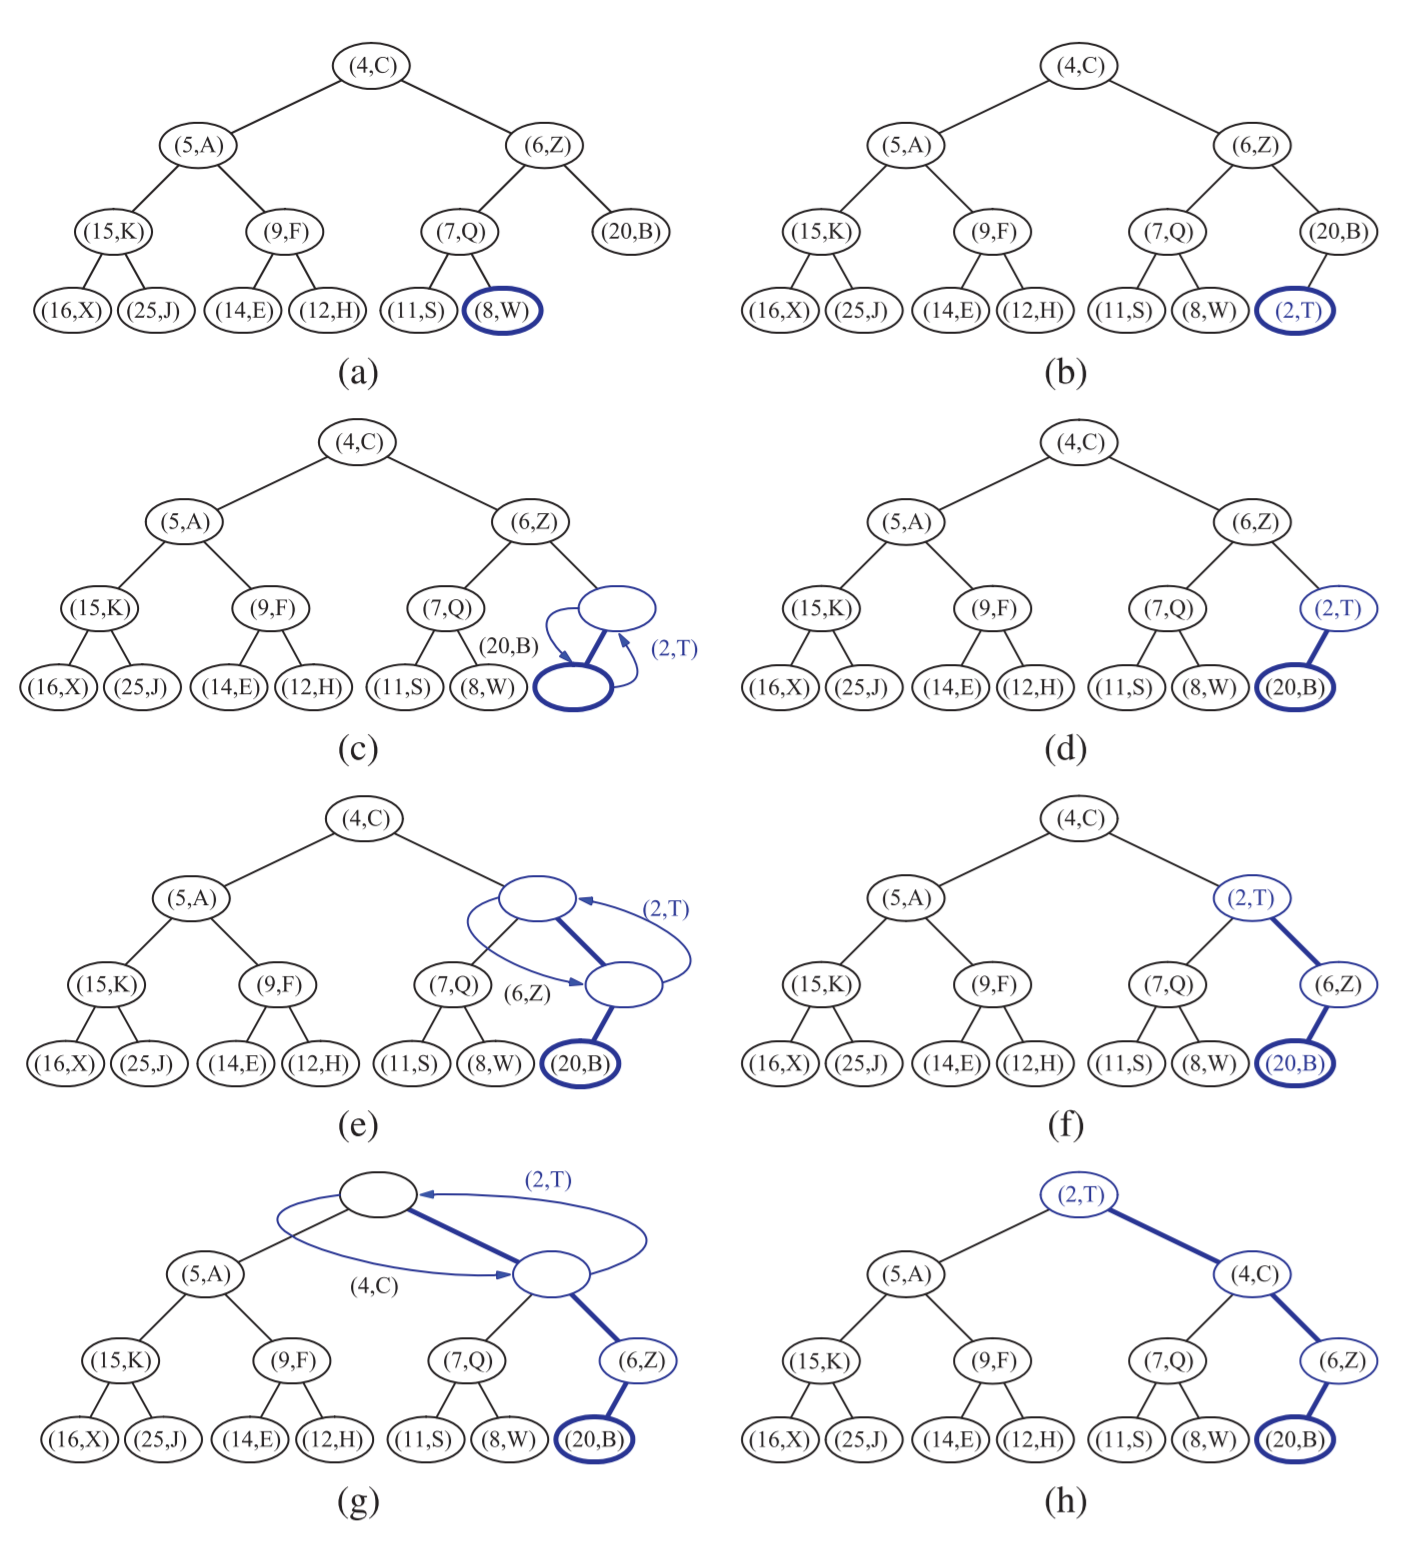 (4,C) (4,C)
(5,A) (6,Z) (5,A) (6,Z)
(15,K) (9,F) (7,Q) (20,B) (15,K) (9,F) (7,Q) (20,B)
(16,X) (25,J) (14,E) (12,H) (11,S) (8,W) (16,X) (25,J) (14,E) (12,H) (11,S) (8,W) (2,T)
(a) (b)
(4,C) (4,C)
(5,A) (6,Z) (5,A) (6,Z)
(15,K) (9,F) (7,Q) (15,K) (9,F) (7,Q) (2,T)
(20,B) (2,T)
(16,X) (25,J) (14,E) (12,H) (11,S) (8,W) (16,X) (25,J) (14,E) (12,H) (11,S) (8,W) (20,B)
(c) (d)
(4,C) (4,C)
(5,A) (2,T) (5,A) (2,T)
(15,K) (9,F) (7,Q) (6,Z) (15,K) (9,F) (7,Q) (6,Z)
(16,X) (25,J) (14,E) (12,H) (11,S) (8,W) (20,B) (16,X) (25,J) (14,E) (12,H) (11,S) (8,W) (20,B)
(e) (f)
(2,T) (2,T)
(5,A) (4,C) (5,A) (4,C)
(15,K) (9,F) (7,Q) (6,Z) (15,K) (9,F) (7,Q) (6,Z)
(16,X) (25,J) (14,E) (12,H) (11,S) (8,W) (20,B) (16,X) (25,J) (14,E) (12,H) (11,S) (8,W) (20,B)
(g) (h)